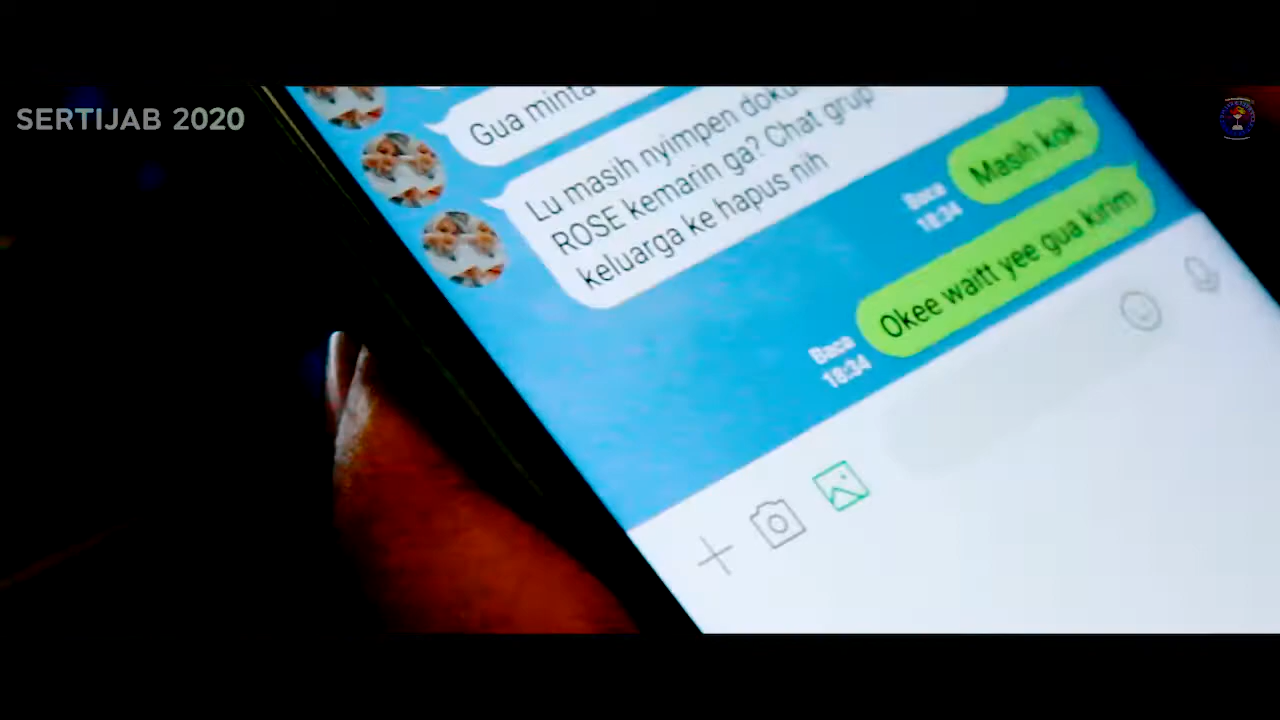 SERTIJAB 2020
Gua minta
Lu masih nyimpen
ROSE kemarin ga? Chat grup
keluarga ke hapus nih
Masih kok
Baca
18:34
Okee waitt yee gua kirim
Baca
18:34